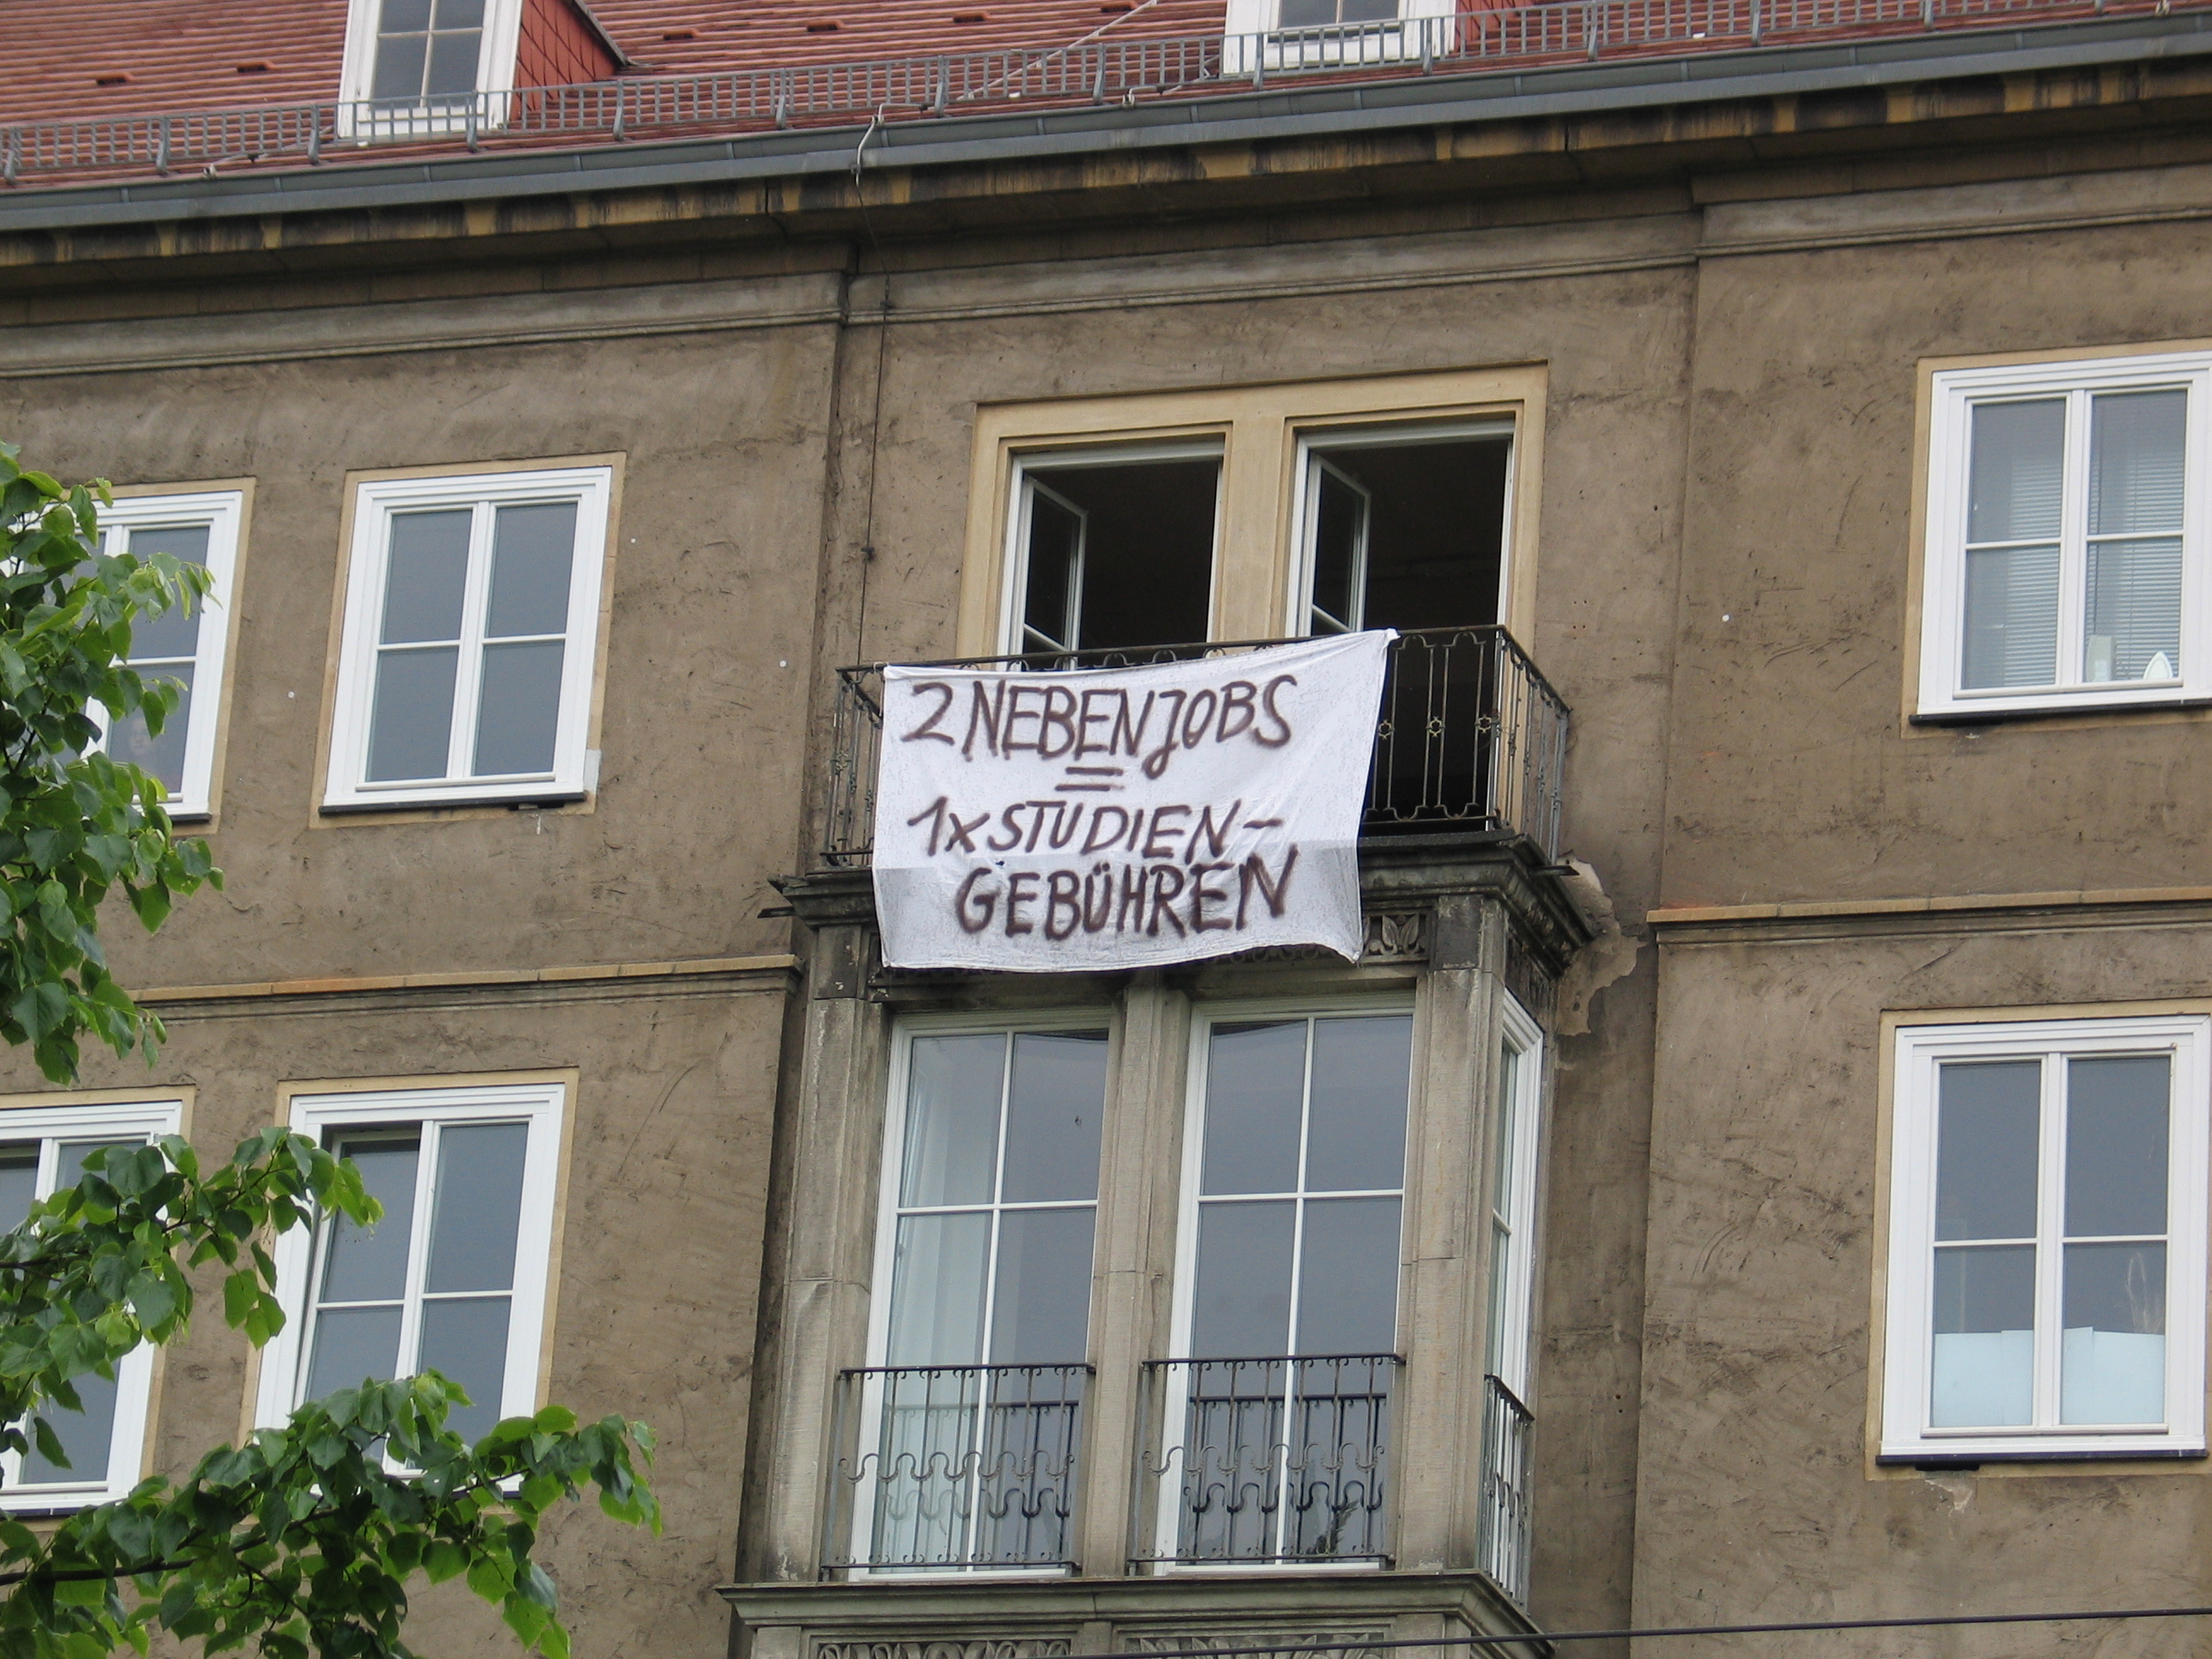 2 NEBENJOBS
=
1x STUDIEN-
GEBÜHREN